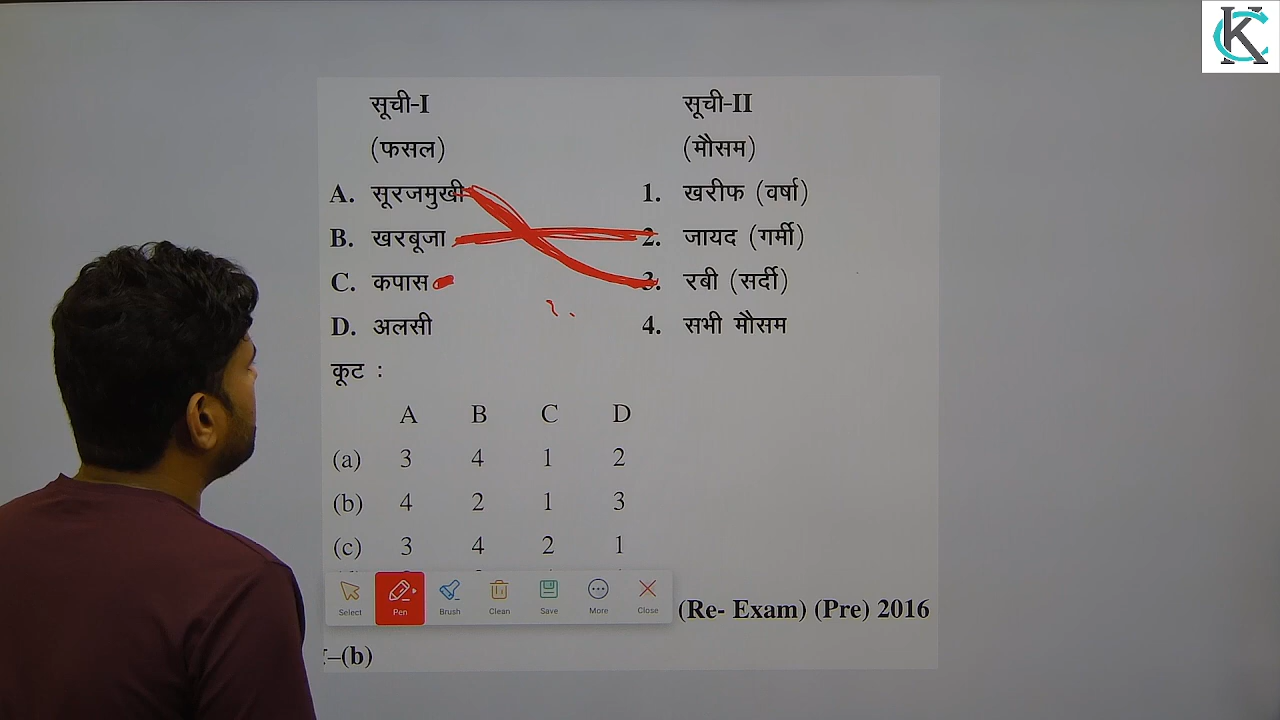 KC
सूची-I सूची-II
(फसल) (मौसम)
A. सूरजमुखी 1. खरीफ (वर्षा)
B. खरबूजा 2. जायद (गर्मी)
C. कपास 3. रबी (सर्दी)
D. अलसी 4. सभी मौसम
कूट :
A B C D
(a) 3 4 1 2
(b) 4 2 1 3
(c) 3 4 2 1
Select Pen Brush Clean Save More Close
(Re- Exam) (Pre) 2016
–(b)